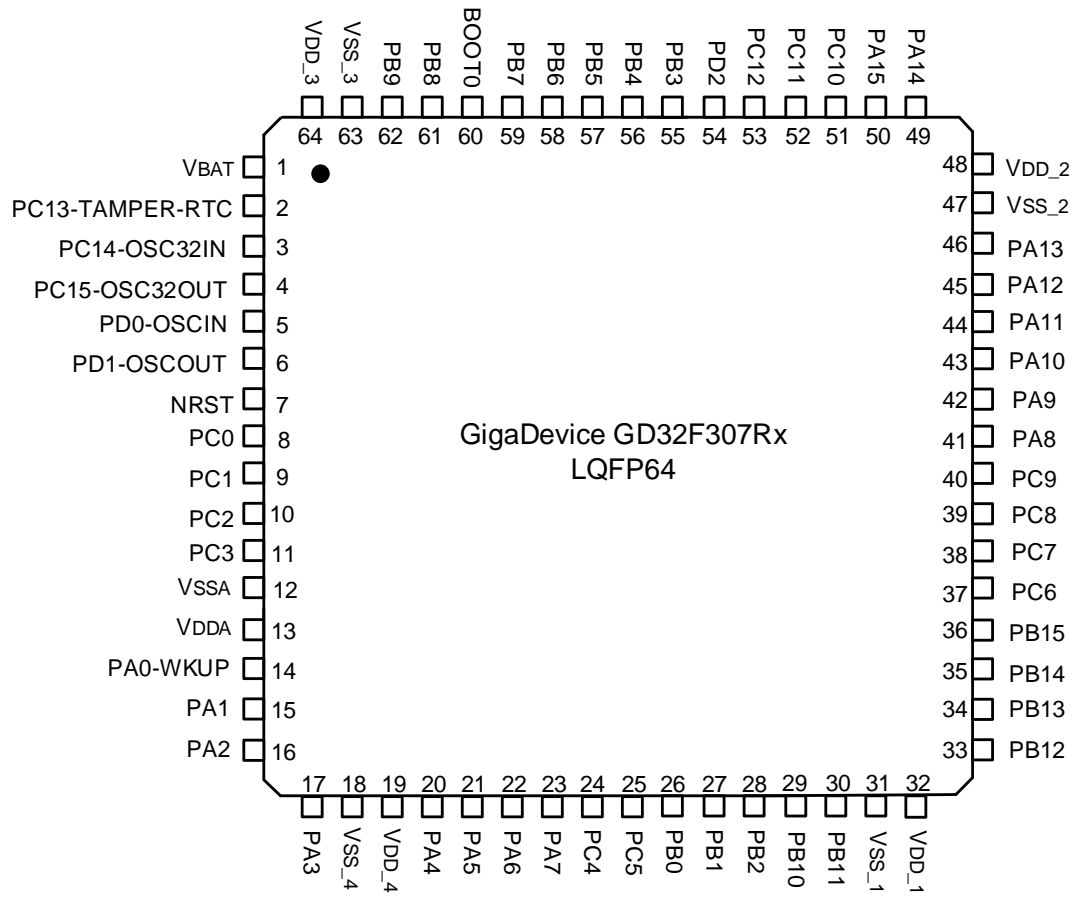 VDD_3
VSS_3
PB9
PB8
BOOT0
PB7
PB6
PB5
PB4
PB3
PD2
PC12
PC11
PC10
PA15
PA14
64 63 62 61 60 59 58 57 56 55 54 53 52 51 50 49
VBAT 1
PC13-TAMPER-RTC 2
PC14-OSC32IN 3
PC15-OSC32OUT 4
PD0-OSCIN 5
PD1-OSCOUT 6
NRST 7
PC0 8
PC1 9
PC2 10
PC3 11
VSSA 12
VDDA 13
PA0-WKUP 14
PA1 15
PA2 16
GigaDevice GD32F307Rx
LQFP64
48 VDD_2
47 VSS_2
46 PA13
45 PA12
44 PA11
43 PA10
42 PA9
41 PA8
40 PC9
39 PC8
38 PC7
37 PC6
36 PB15
35 PB14
34 PB13
33 PB12
17 18 19 20 21 22 23 24 25 26 27 28 29 30 31 32
PA3
VSS_4
VDD_4
PA4
PA5
PA6
PA7
PC4
PC5
PB0
PB1
PB2
PB10
PB11
VSS_1
VDD_1